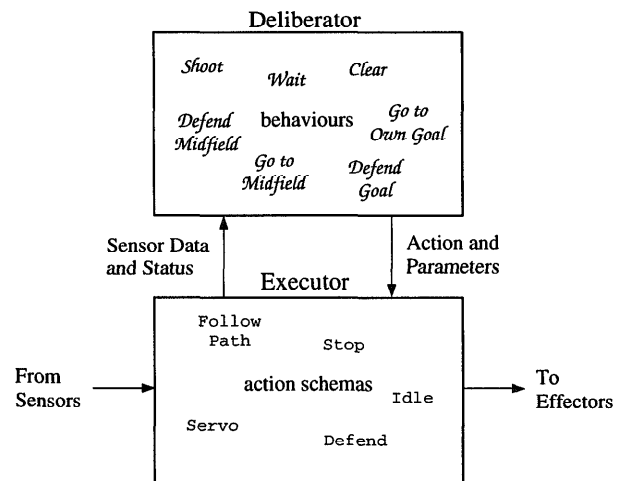 Deliberator
Shoot
Wait
Clear
Defend
Midfield
behaviours
Go to
Own Goal
Go to
Midfield
Defend
Goal
Sensor Data
and Status
Action and
Parameters
Executor
Follow
Path
Stop
From
Sensors
action schemas
Idle
To
Effectors
Servo
Defend